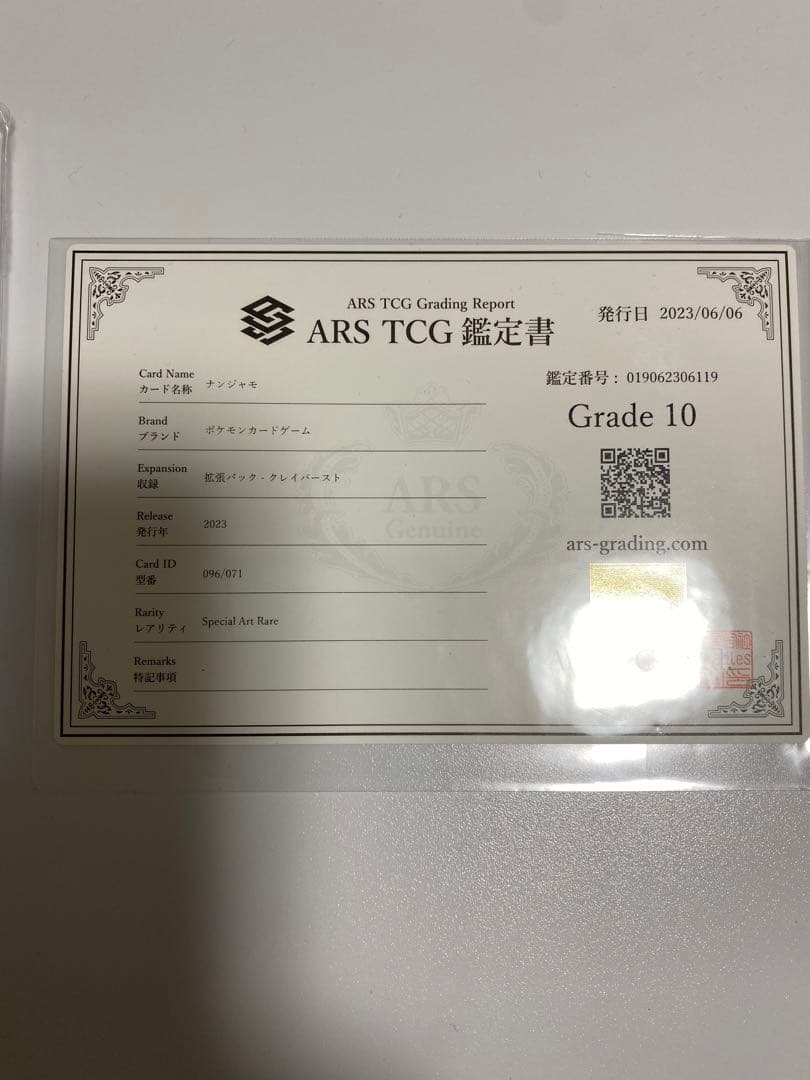 ARS TCG Grading Report
ARS TCG 鑑定書
発行日 2023/06/06
Card Name
カード名称 ナンジャモ
Brand
ブランド ポケモンカードゲーム
Expansion
収録 拡張パック - クレイバースト
Release
発行年 2023
Card ID
型番 096/071
Rarity
レアリティ Special Art Rare
Remarks
特記事項 -
鑑定番号： 019062306119
Grade 10
ars-grading.com
ARS
Genuine